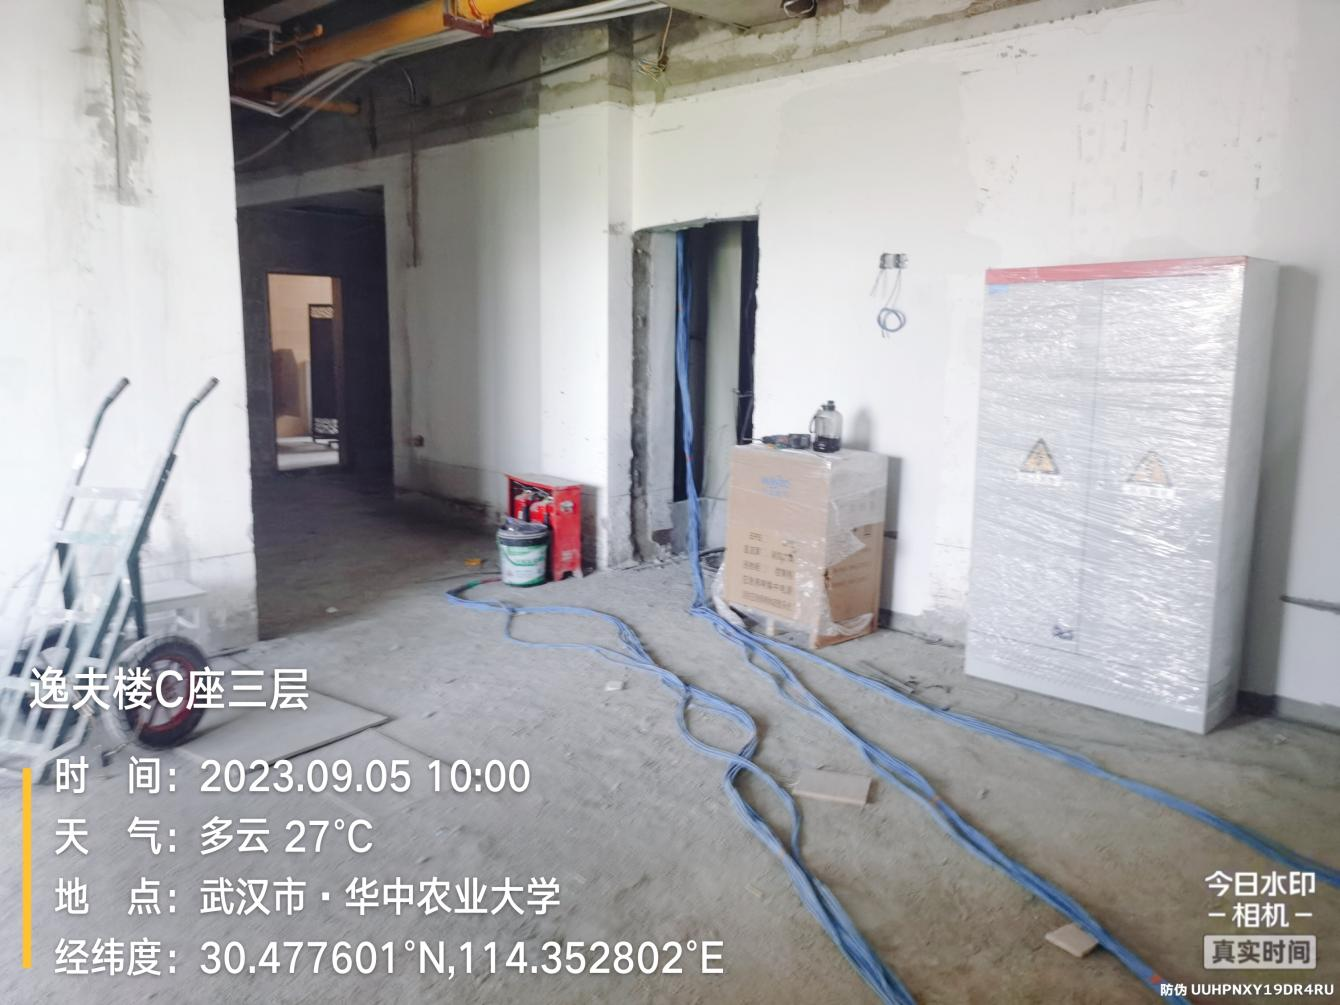 逸夫楼C座三层
时 间：2023.09.05 10:00
天 气：多云 27°C
地 点：武汉市·华中农业大学
经纬度：30.477601°N,114.352802°E
今日水印
相机
真实时间
防伪 UUHPNXY19DR4RU